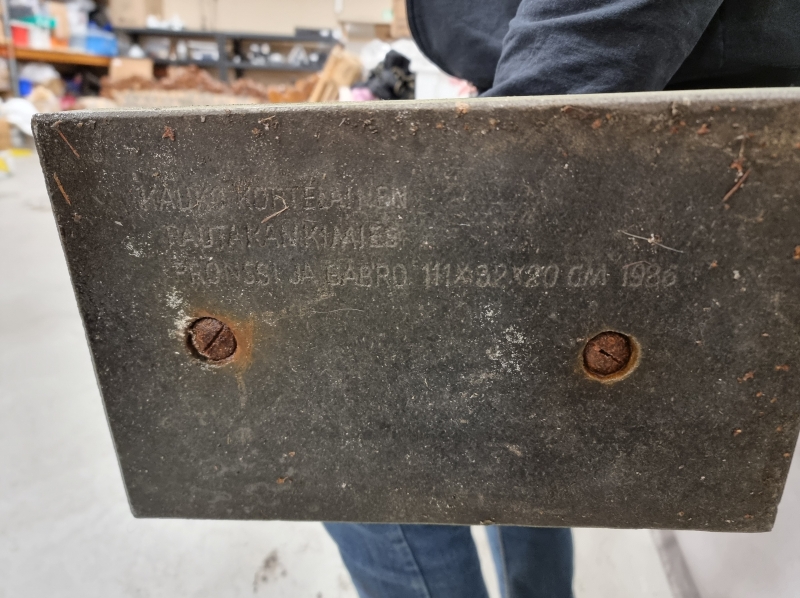 KAUKO KORTELAINEN
RAUTAKANKIMIES
PRONSSI JA GABRO 111X32X20 CM 1986